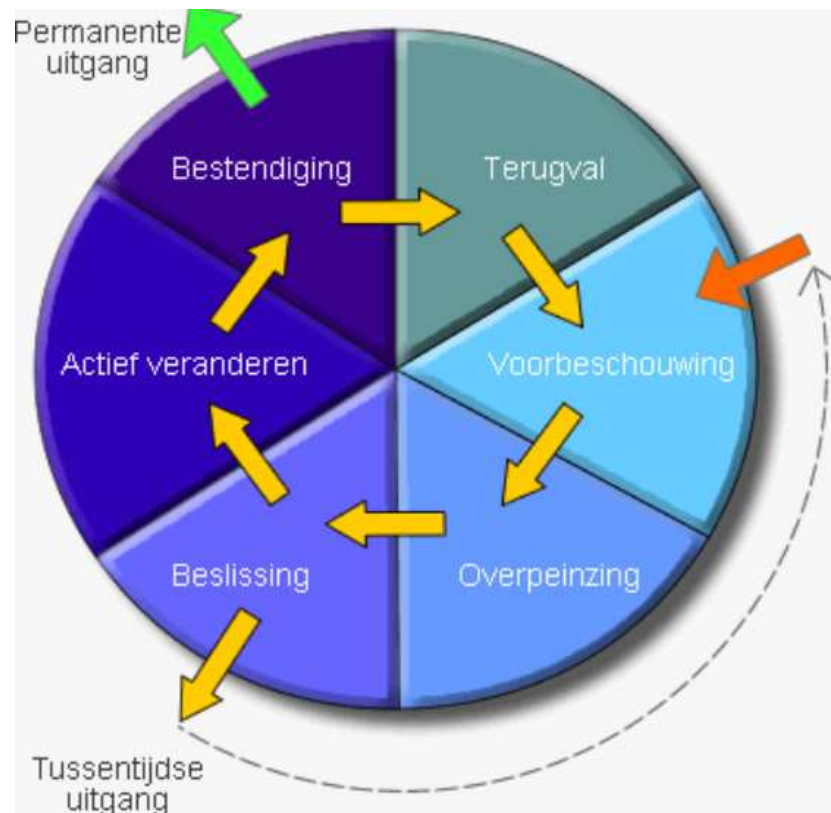 Permanente
uitgang
Bestendiging
Terugval
Actief veranderen
Voorbeschouwing
Beslissing
Overpeinzing
Tussentijdse
uitgang